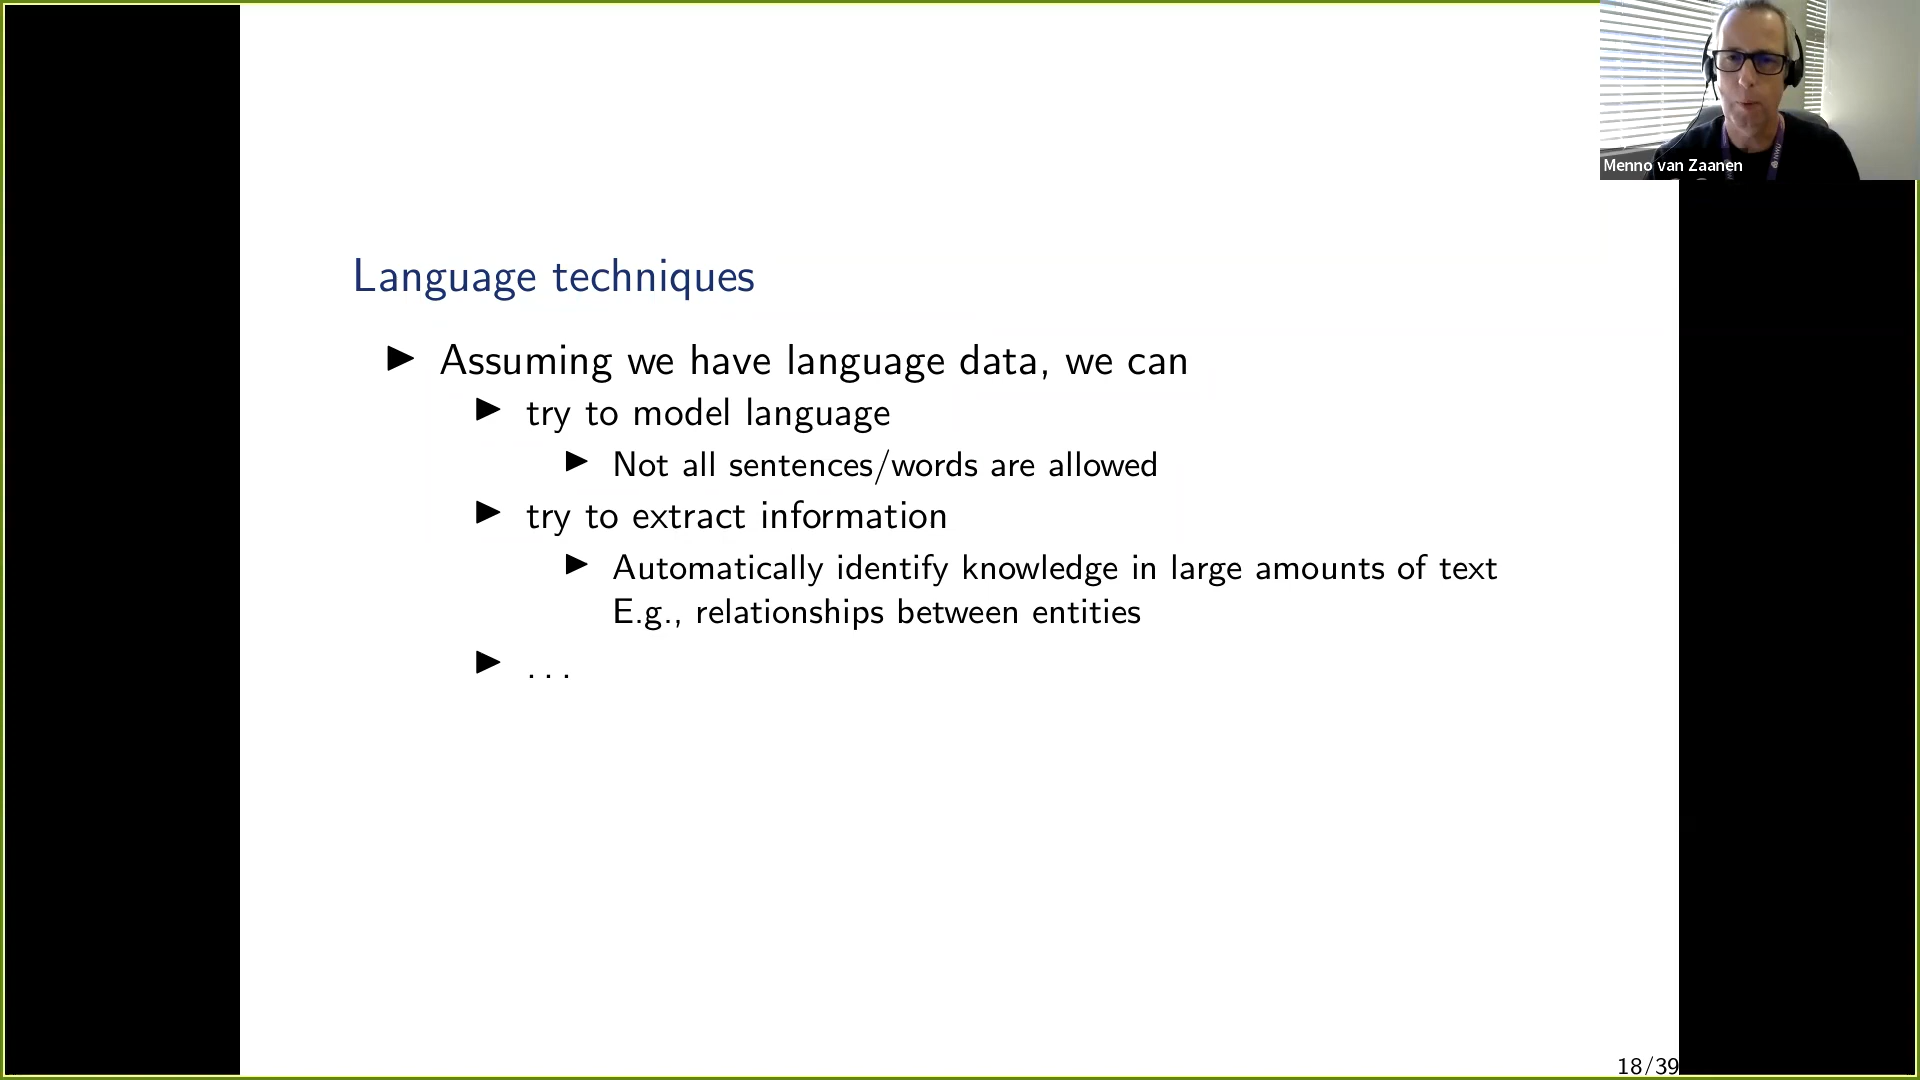 Menno van Zaanen
NWU
Language techniques
▶ Assuming we have language data, we can
▶ try to model language
▶ Not all sentences/words are allowed
▶ try to extract information
▶ Automatically identify knowledge in large amounts of text
E.g., relationships between entities
▶ ...
18/39